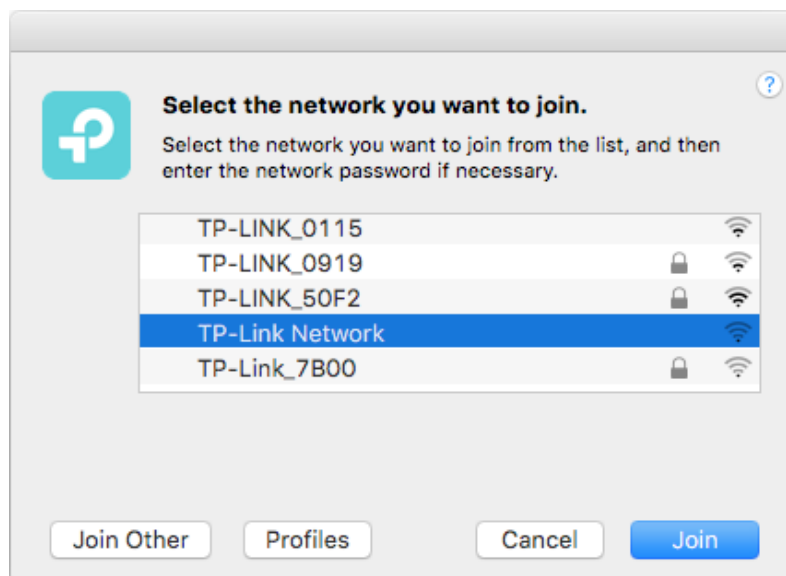 ?
Select the network you want to join.
Select the network you want to join from the list, and then
enter the network password if necessary.
TP-LINK_0115
TP-LINK_0919
TP-LINK_50F2
TP-Link Network
TP-Link_7B00
Join Other Profiles Cancel Join